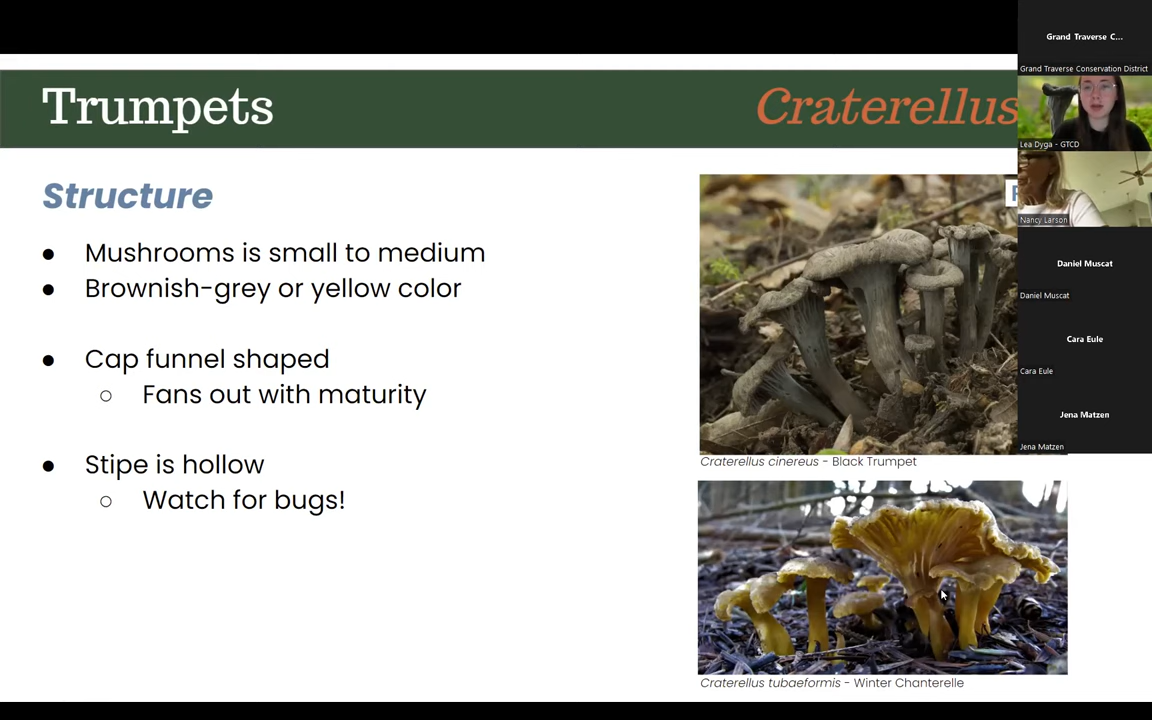 Trumpets
Craterellus
Structure
● Mushrooms is small to medium
● Brownish-grey or yellow color
● Cap funnel shaped
○ Fans out with maturity
● Stipe is hollow
○ Watch for bugs!
Craterellus cinereus - Black Trumpet
Craterellus tubaeformis - Winter Chanterelle
Grand Traverse C...
Grand Traverse Conservation District
Lea Dyga - GTCD
Nancy Larson
Daniel Muscat
Daniel Muscat
Cara Eule
Cara Eule
Jena Matzen
Jena Matzen